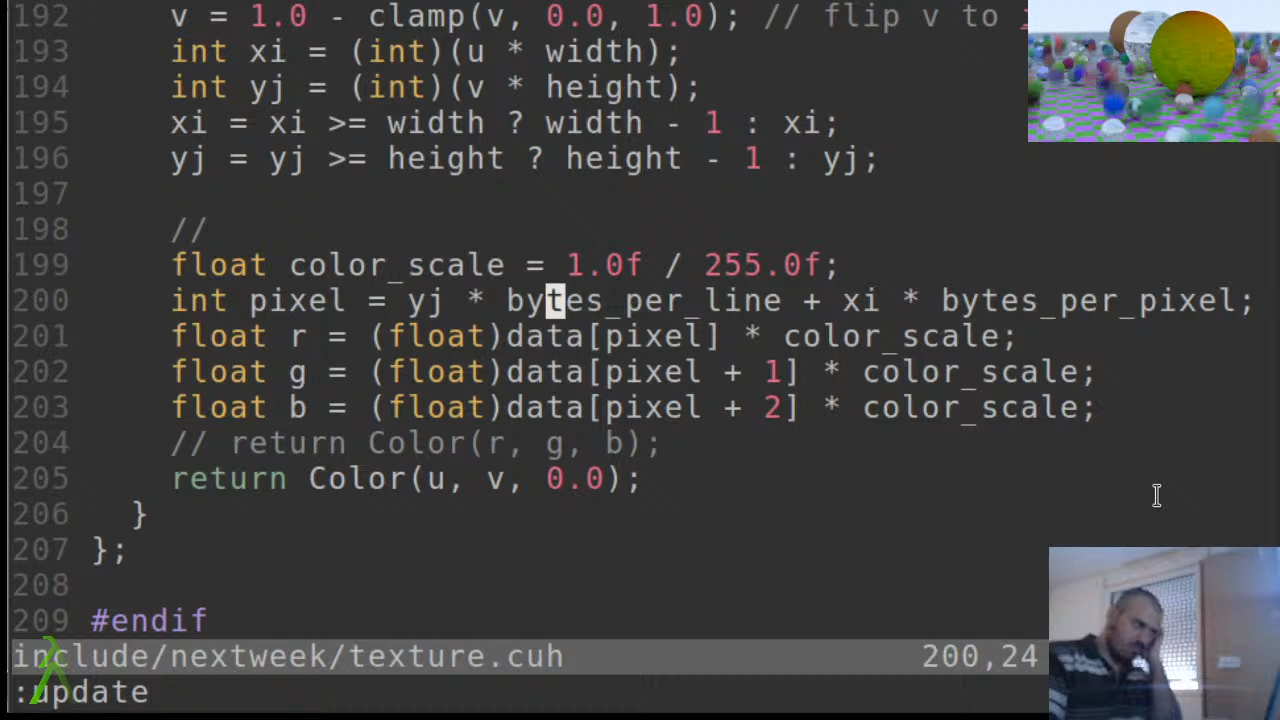 192     v = 1.0 - clamp(v, 0.0, 1.0); // flip v to
193     int xi = (int)(u * width);
194     int yj = (int)(v * height);
195     xi = xi >= width ? width - 1 : xi;
196     yj = yj >= height ? height - 1 : yj;
197
198     //
199     float color_scale = 1.0f / 255.0f;
200     int pixel = yj * bytes_per_line + xi * bytes_per_pixel;
201     float r = (float)data[pixel] * color_scale;
202     float g = (float)data[pixel + 1] * color_scale;
203     float b = (float)data[pixel + 2] * color_scale;
204     // return Color(r, g, b);
205     return Color(u, v, 0.0);
206   }
207 };
208
209 #endif
include/nextweek/texture.cuh 200,24
:update
λ